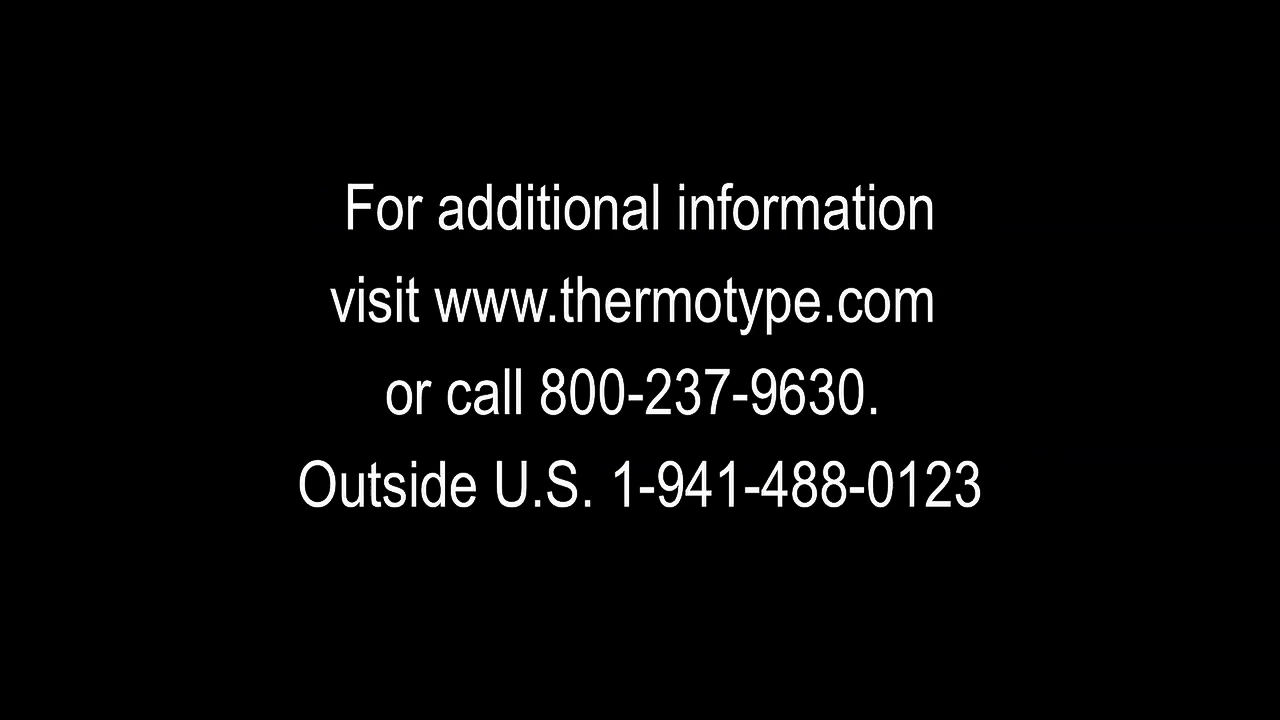 For additional information
visit www.thermotype.com
or call 800-237-9630.
Outside U.S. 1-941-488-0123